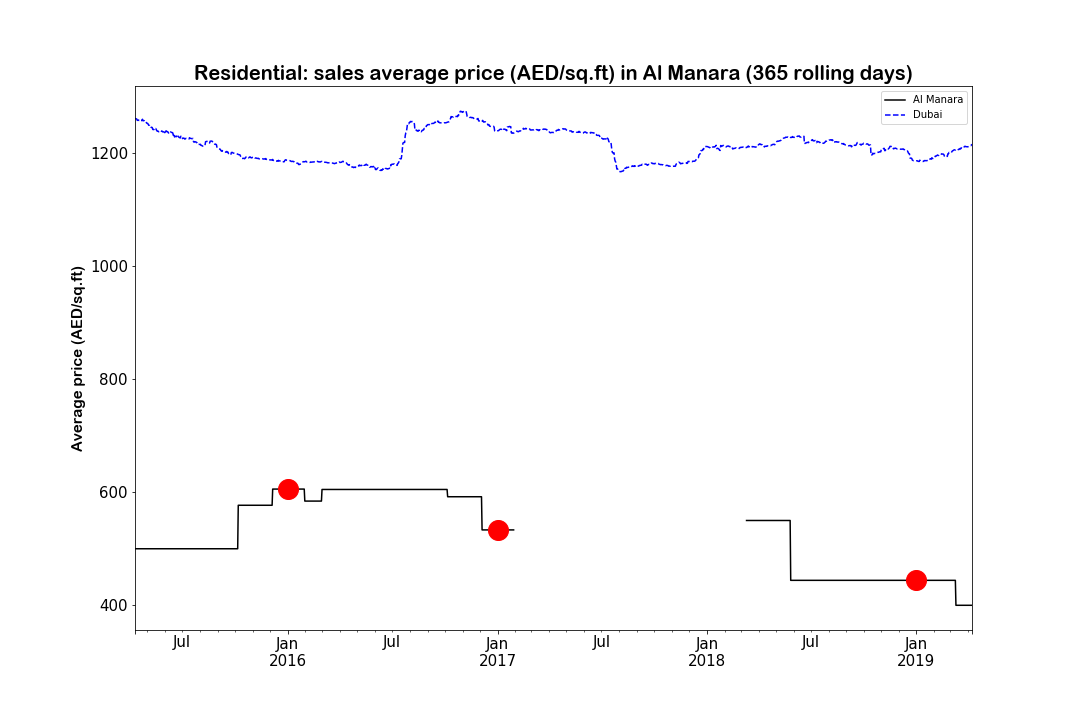 Residential: sales average price (AED/sq.ft) in Al Manara (365 rolling days)
Al Manara
Dubai
Average price (AED/sq.ft)
1200
1000
800
600
400
Jul
Jan
2016
Jul
Jan
2017
Jul
Jan
2018
Jul
Jan
2019